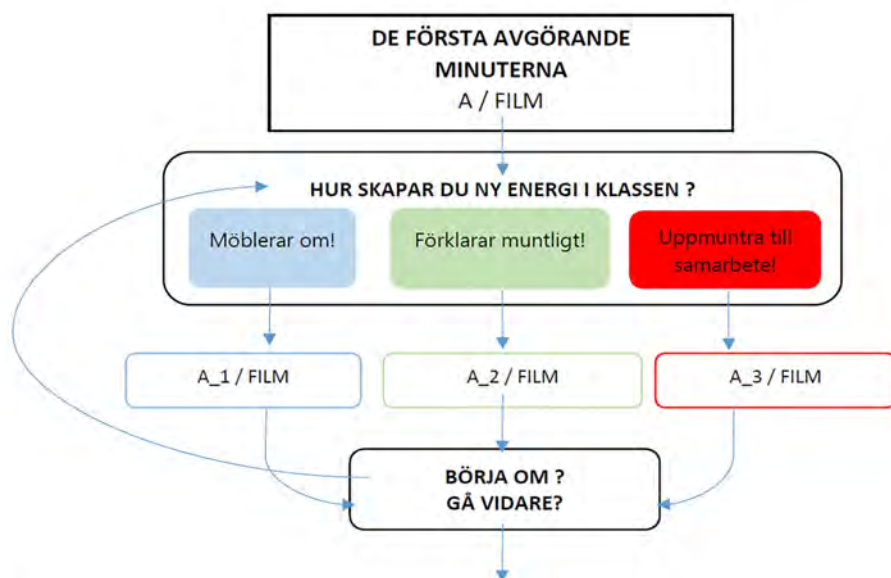 DE FÖRSTA AVGÖRANDE
MINUTERNA
A / FILM
HUR SKAPAR DU NY ENERGI I KLASSEN ?
Möblerar om!
Förklarar muntligt!
Uppmuntra till
samarbete!
A_1 / FILM
A_2 / FILM
A_3 / FILM
BÖRJA OM ?
GÅ VIDARE?